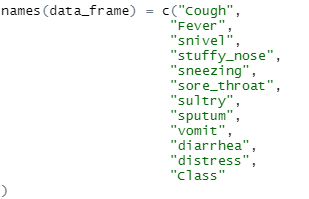 names(data_frame) = c("Cough",
"Fever",
"snivel",
"stuffy_nose",
"sneezing",
"sore_throat",
"sultry",
"sputum",
"vomit",
"diarrhea",
"distress",
"Class"
)